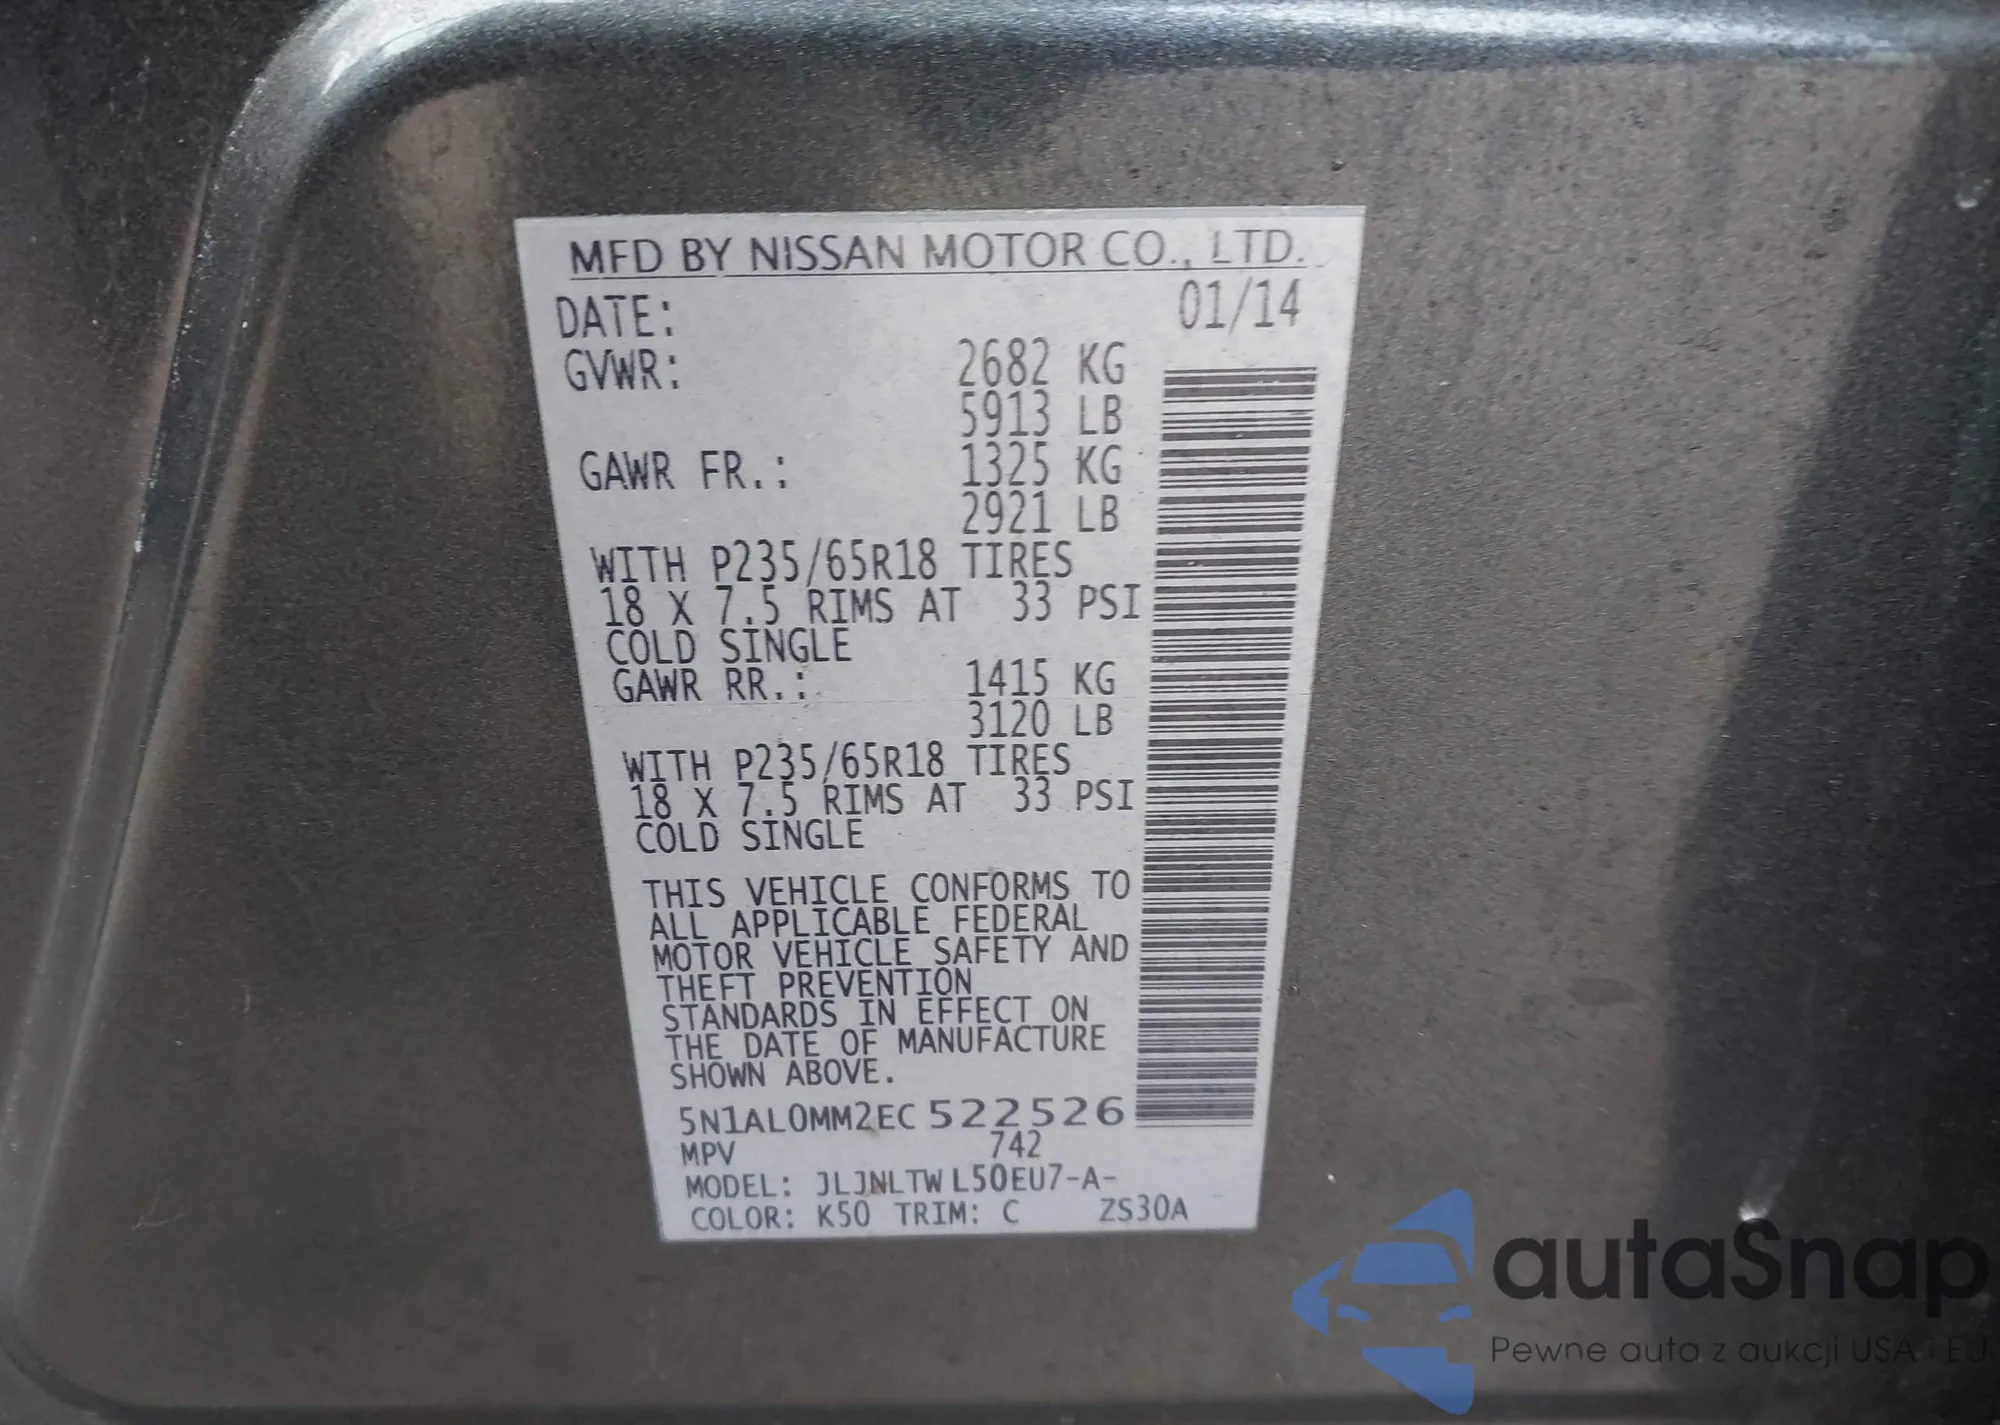 MFD BY NISSAN MOTOR CO., LTD.
DATE: 01/14
GVWR: 2682 KG
5913 LB
GAWR FR.: 1325 KG
2921 LB
WITH P235/65R18 TIRES
18 X 7.5 RIMS AT 33 PSI
COLD SINGLE
GAWR RR.: 1415 KG
3120 LB
WITH P235/65R18 TIRES
18 X 7.5 RIMS AT 33 PSI
COLD SINGLE
THIS VEHICLE CONFORMS TO
ALL APPLICABLE FEDERAL
MOTOR VEHICLE SAFETY AND
THEFT PREVENTION
STANDARDS IN EFFECT ON
THE DATE OF MANUFACTURE
SHOWN ABOVE.
5N1AL0MM2EC522526
MPV 742
MODEL: JLJNLTWL50EU7-A-
COLOR: K50 TRIM: C ZS30A
autaSnap
Pewne auta z aukcji USA i EU